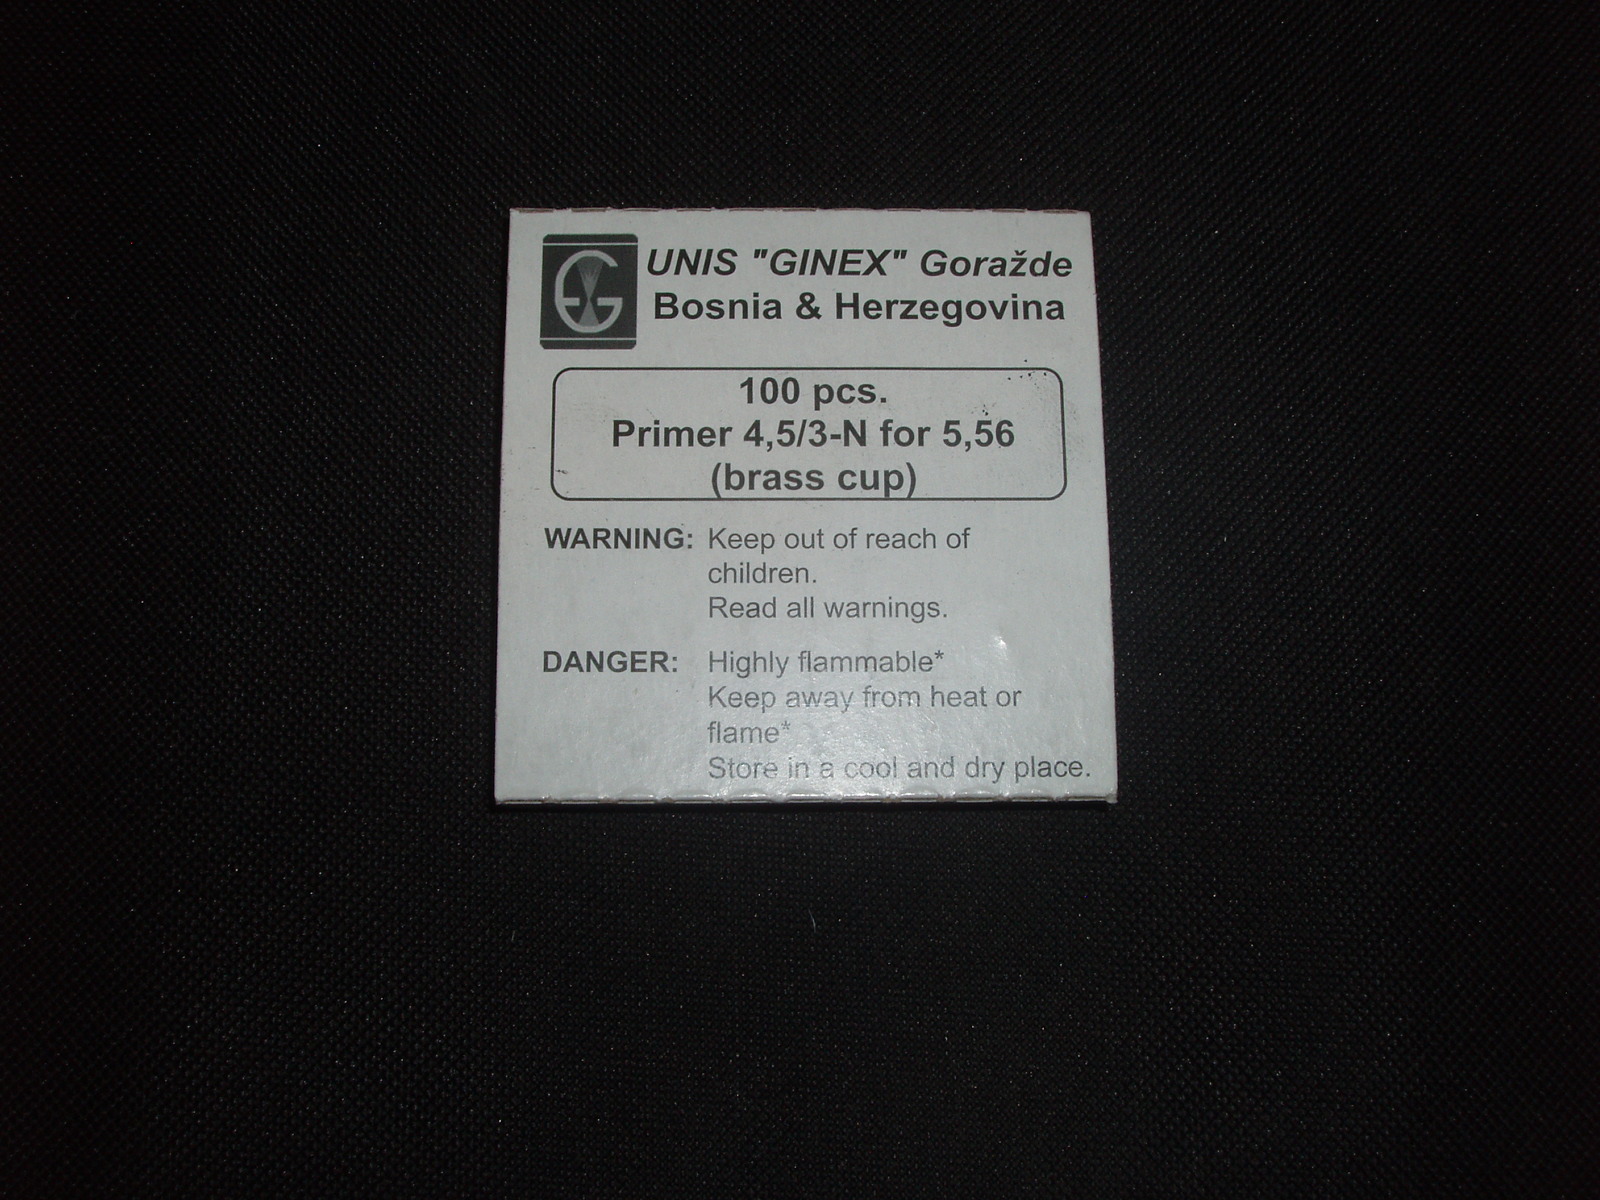 UNIS "GINEX" Goražde
Bosnia & Herzegovina
100 pcs.
Primer 4,5/3-N for 5,56
(brass cup)
WARNING: Keep out of reach of
children.
Read all warnings.
DANGER: Highly flammable*
Keep away from heat or
flame*
Store in a cool and dry place.